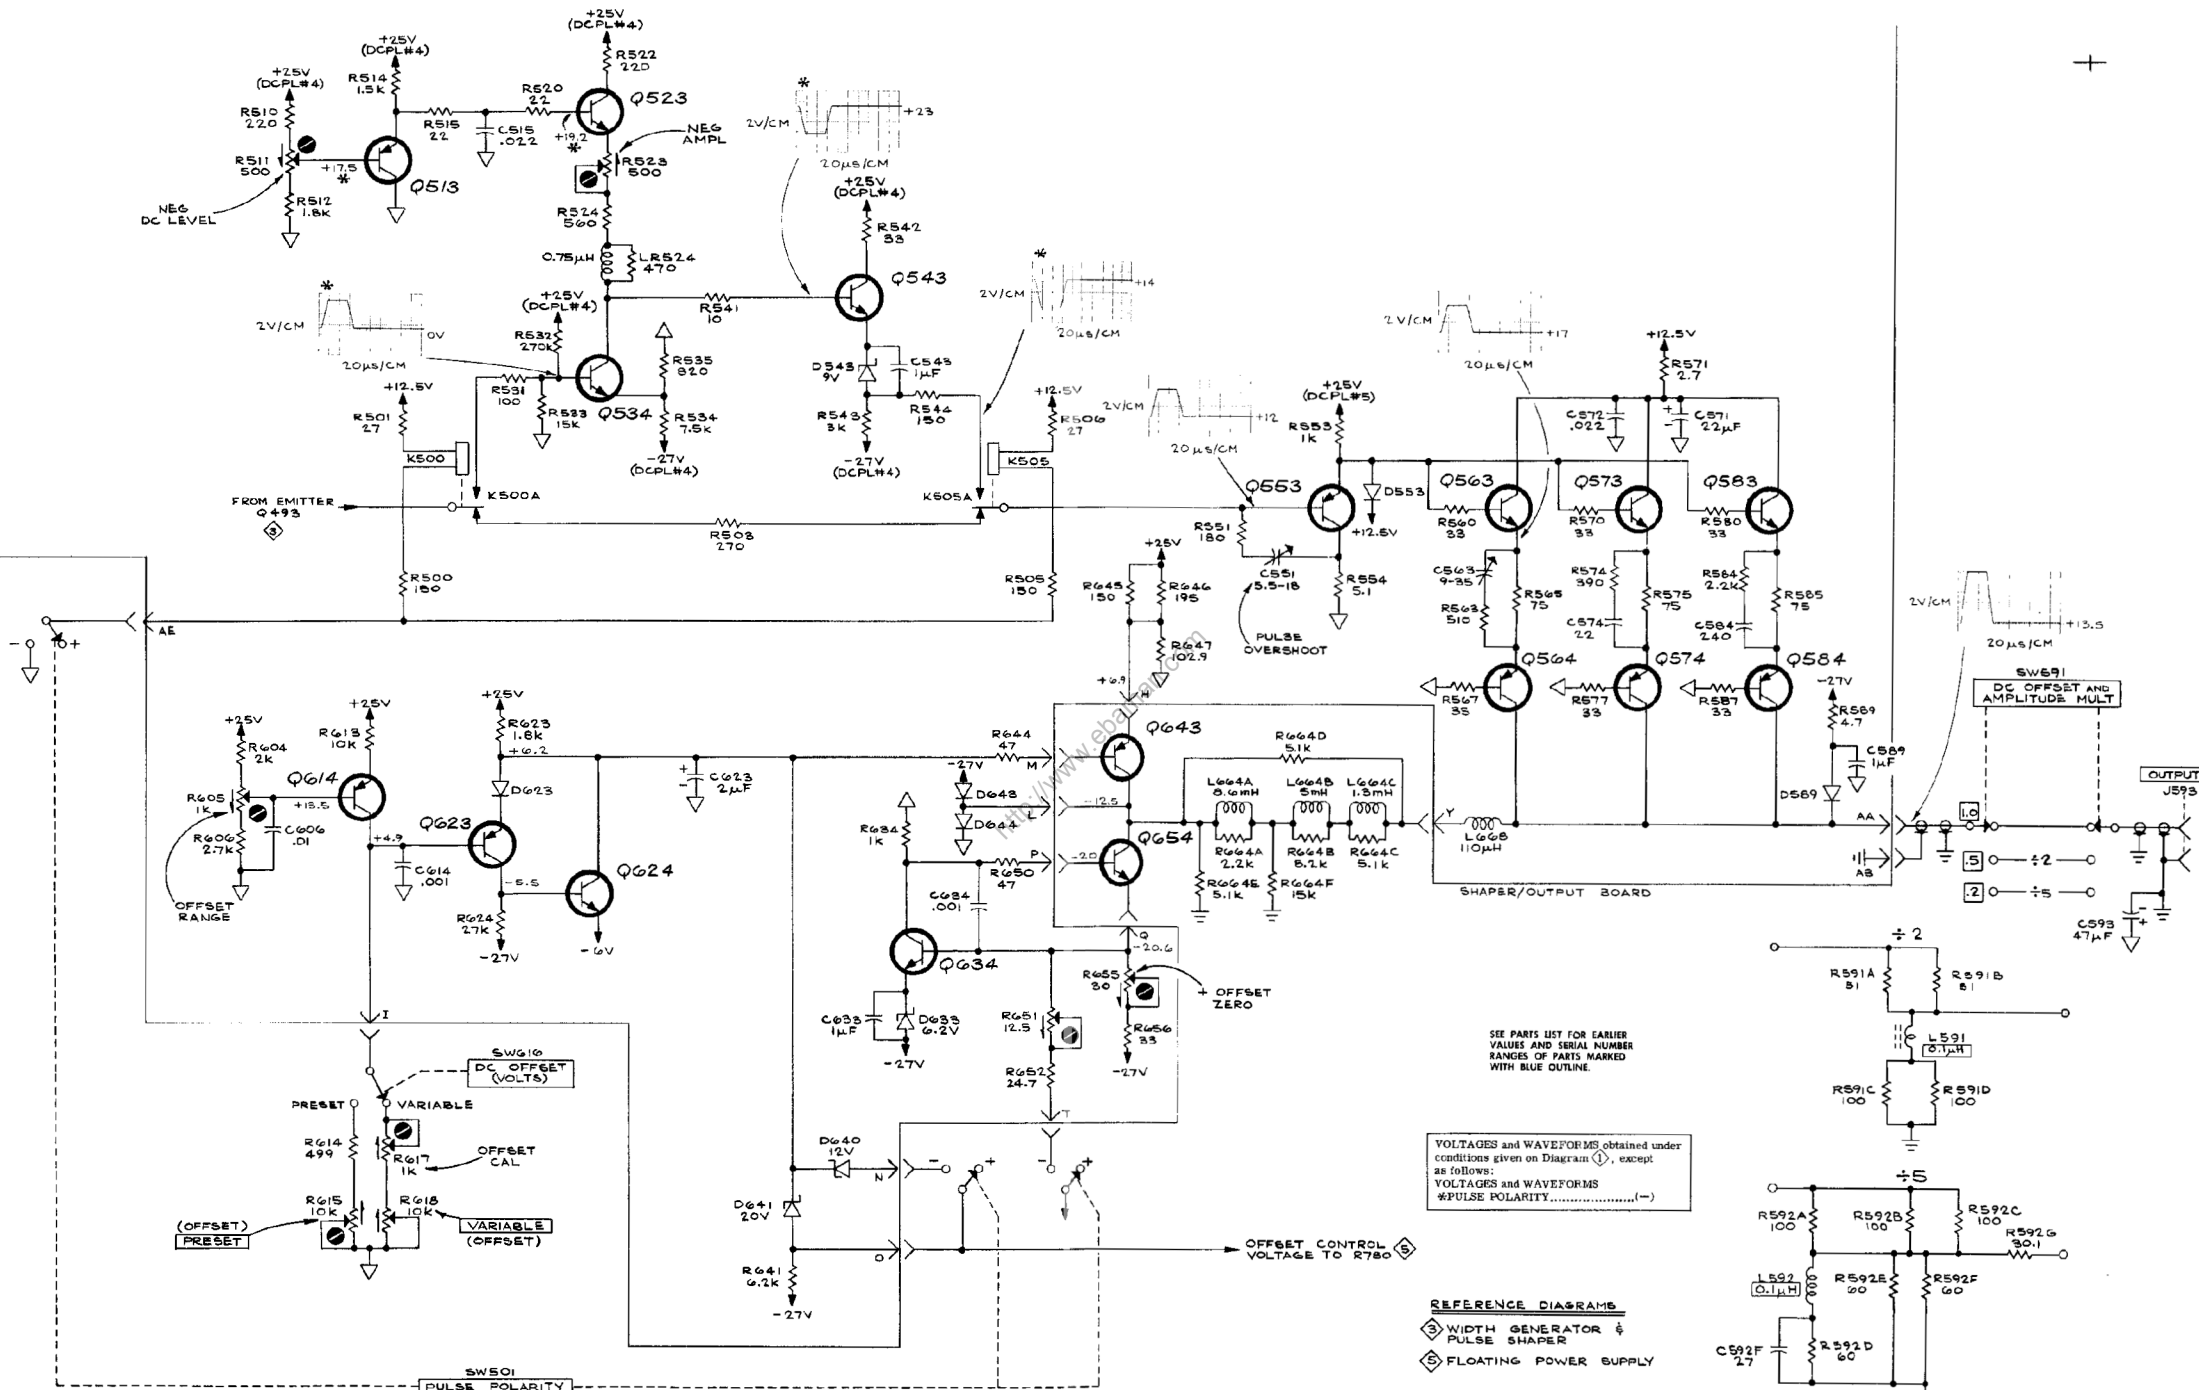 +25V
(DCPL#4)
+25V
(DCPL#4)
+25V
(DCPL#4)
R510
220
R511
500
NEG
DC LEVEL
R512
1.8K
+17.5
*
R514
1.5K
Q513
R515
22
C515
.022
R520
22
+19.2
*
R522
220
Q523
NEG
AMPL
R523
500
R524
560
0.75µH
LR524
470
*
2V/CM
+23
20µS/CM
+25V
(DCPL#4)
R542
33
Q543
R541
10
*
2V/CM
0V
20µS/CM
+25V
(DCPL#4)
R532
270K
R531
100
R533
15K
Q534
R535
820
R534
7.5K
-27V
(DCPL#4)
D543
9V
C543
1µF
R543
3K
R544
150
-27V
(DCPL#4)
*
2V/CM
+14
20µS/CM
+12.5V
R501
27
K500
K500A
+12.5V
R506
27
K505
K505A
FROM EMITTER
Q493
3
R503
270
R500
150
R505
150
AE
- +
2V/CM
+12
20µS/CM
+25V
(DCPL#5)
R553
1K
Q553
D553
+12.5V
R551
180
C551
5.5-18
R554
5.1
PULSE
OVERSHOOT
2V/CM
+17
20µS/CM
+12.5V
R571
2.7
C572
.022
C571
22µF
Q563
Q573
Q583
R560
33
R570
33
R580
33
C563
9-35
R563
510
R565
75
R574
390
C574
22
R575
75
R584
2.2K
C584
240
R585
75
Q564
Q574
Q584
R567
R577
33
R587
33
-27V
R589
4.7
C589
1µF
D589
2V/CM
+13.5
20µS/CM
SW591
DC OFFSET AND
AMPLITUDE MULT
OUTPUT
J593
AA
AB
1.0
.5 ÷2
.2 ÷5
C593
47µF
+25V
R645
150
R646
195
R647
102.9
+6.9
H
+25V
R604
2K
R605
1K
R606
2.7K
OFFSET
RANGE
C606
.01
+13.5
+25V
R613
10K
Q614
+4.9
C614
.001
+25V
R623
1.8K
+6.2
D623
Q623
-5.5
R624
27K
-27V
Q624
-6V
C623
2µF
R644
47
M
-27V
D643
D644
L
-12.5
R634
1K
R650
47
P
-20
C634
.001
Q643
Q654
R664D
5.1K
L664A
8.6mH
L664B
5mH
L664C
1.3mH
R664A
2.2K
R664B
8.2K
R664C
5.1K
R664E
5.1K
R664F
15K
Y
L668
110µH
SHAPER/OUTPUT BOARD
Q634
C633
1µF
D633
6.2V
-27V
Q
-20.6
R655
30
+ OFFSET
ZERO
R651
12.5
R652
24.7
R656
33
-27V
T
I
SW616
DC OFFSET
(VOLTS)
PRESET
VARIABLE
R614
499
R617
1K
OFFSET
CAL
R615
10K
R618
10K
(OFFSET)
PRESET
VARIABLE
(OFFSET)
D640
12V
N
D641
20V
R641
6.2K
-27V
O
- +
- +
OFFSET CONTROL
VOLTAGE TO R780 5
SW501
PULSE POLARITY
÷ 2
R591A
51
R591B
51
L591
0.1µH
R591C
100
R591D
100
÷5
R592A
100
R592B
100
R592C
100
R592G
30.1
L592
0.1µH
R592E
60
R592F
60
C592F
27
R592D
60
SEE PARTS LIST FOR EARLIER
VALUES AND SERIAL NUMBER
RANGES OF PARTS MARKED
WITH BLUE OUTLINE.
VOLTAGES and WAVEFORMS obtained under
conditions given on Diagram 1, except
as follows:
VOLTAGES and WAVEFORMS
*PULSE POLARITY....................(-)
REFERENCE DIAGRAMS
3 WIDTH GENERATOR &
PULSE SHAPER
5 FLOATING POWER SUPPLY